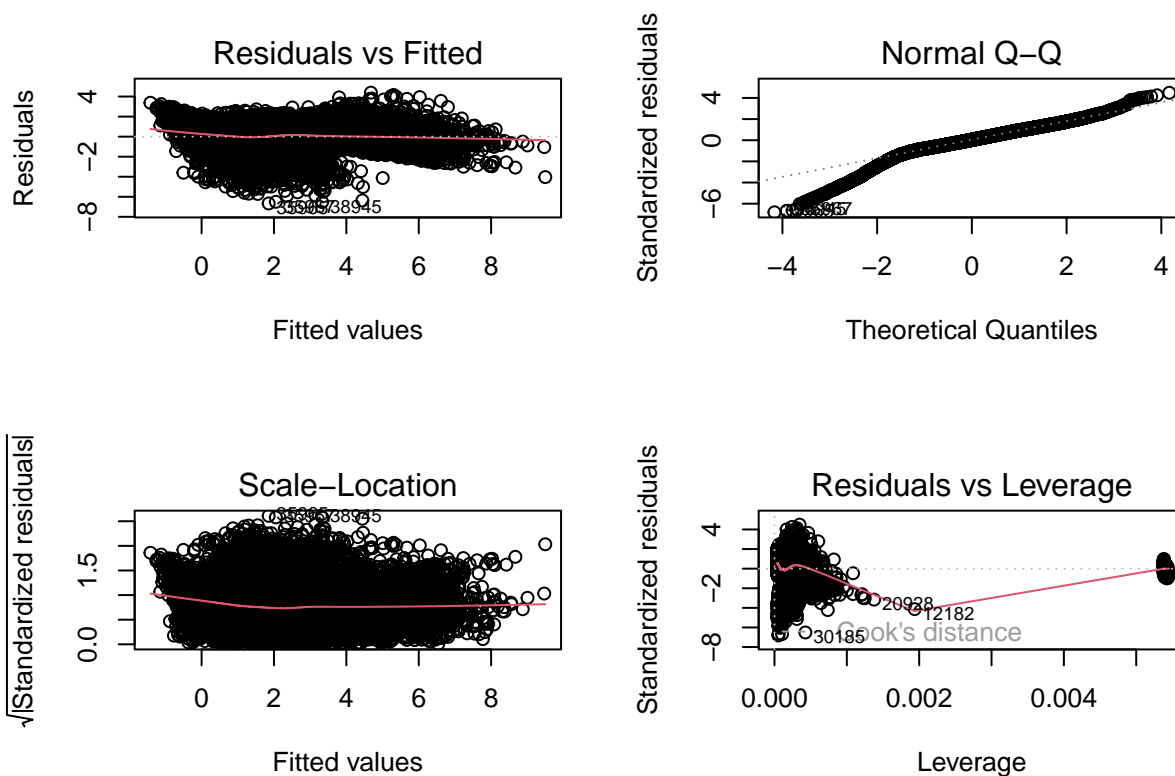 Residuals vs Fitted
Residuals
4
−2
−8
38945
0 2 4 6 8
Fitted values
Normal Q−Q
Standardized residuals
4
0
−6
−4 −2 0 2 4
Theoretical Quantiles
Scale−Location
√|Standardized residuals|
1.5
0.0
38945
0 2 4 6 8
Fitted values
Residuals vs Leverage
Standardized residuals
4
−2
−8
20928
12182
Cook's distance
30185
0.000 0.002 0.004
Leverage